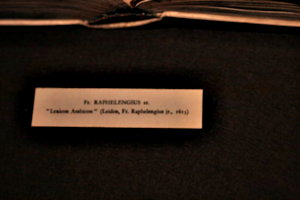 Fr. RAPHELENGIUS sr.
"Lexicon Arabicum" (Leiden, Fr. Raphelengius jr., 1613)